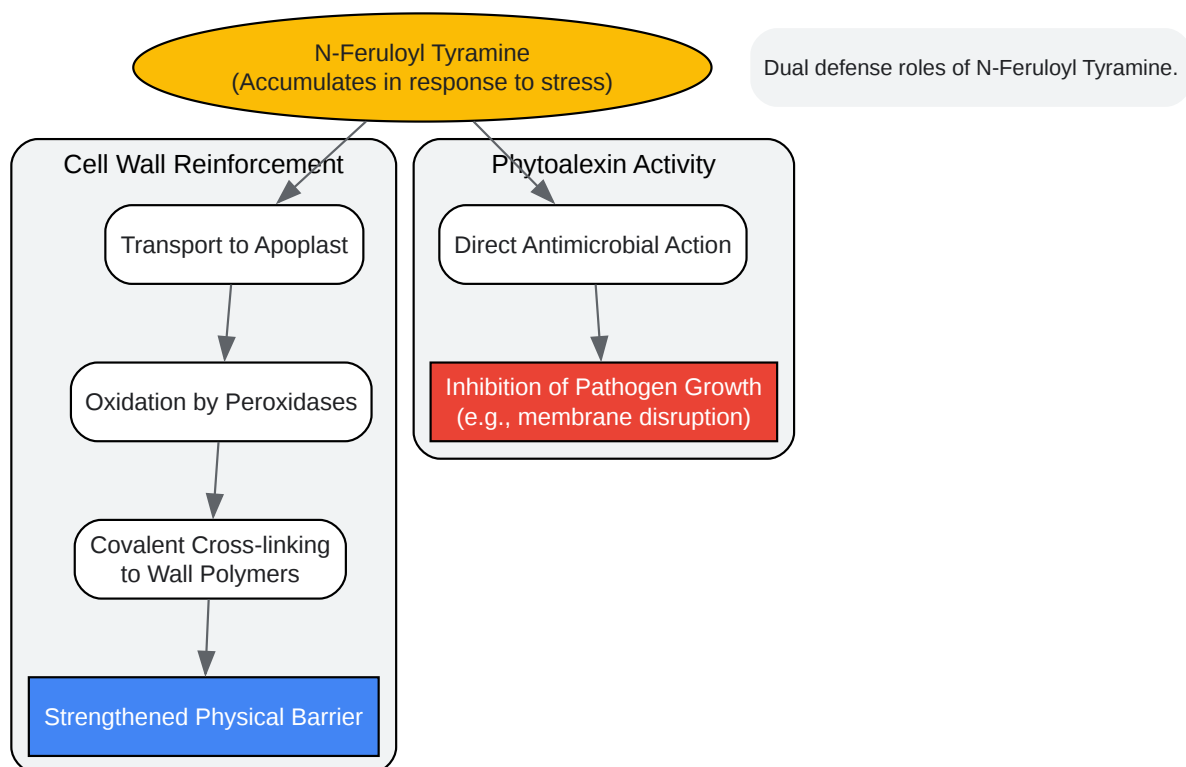 N-Feruloyl Tyramine
(Accumulates in response to stress)
Dual defense roles of N-Feruloyl Tyramine.
Cell Wall Reinforcement
Transport to Apoplast
Oxidation by Peroxidases
Covalent Cross-linking
to Wall Polymers
Strengthened Physical Barrier
Phytoalexin Activity
Direct Antimicrobial Action
Inhibition of Pathogen Growth
(e.g., membrane disruption)